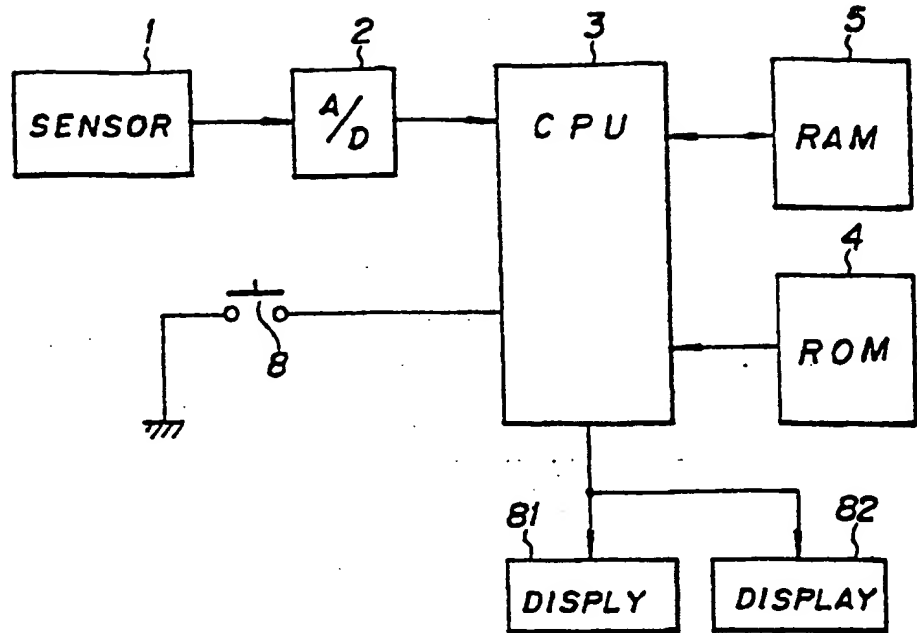 1
2
3
5
SENSOR
A/D
CPU
RAM
4
8
ROM
81
82
DISPLY
DISPLAY